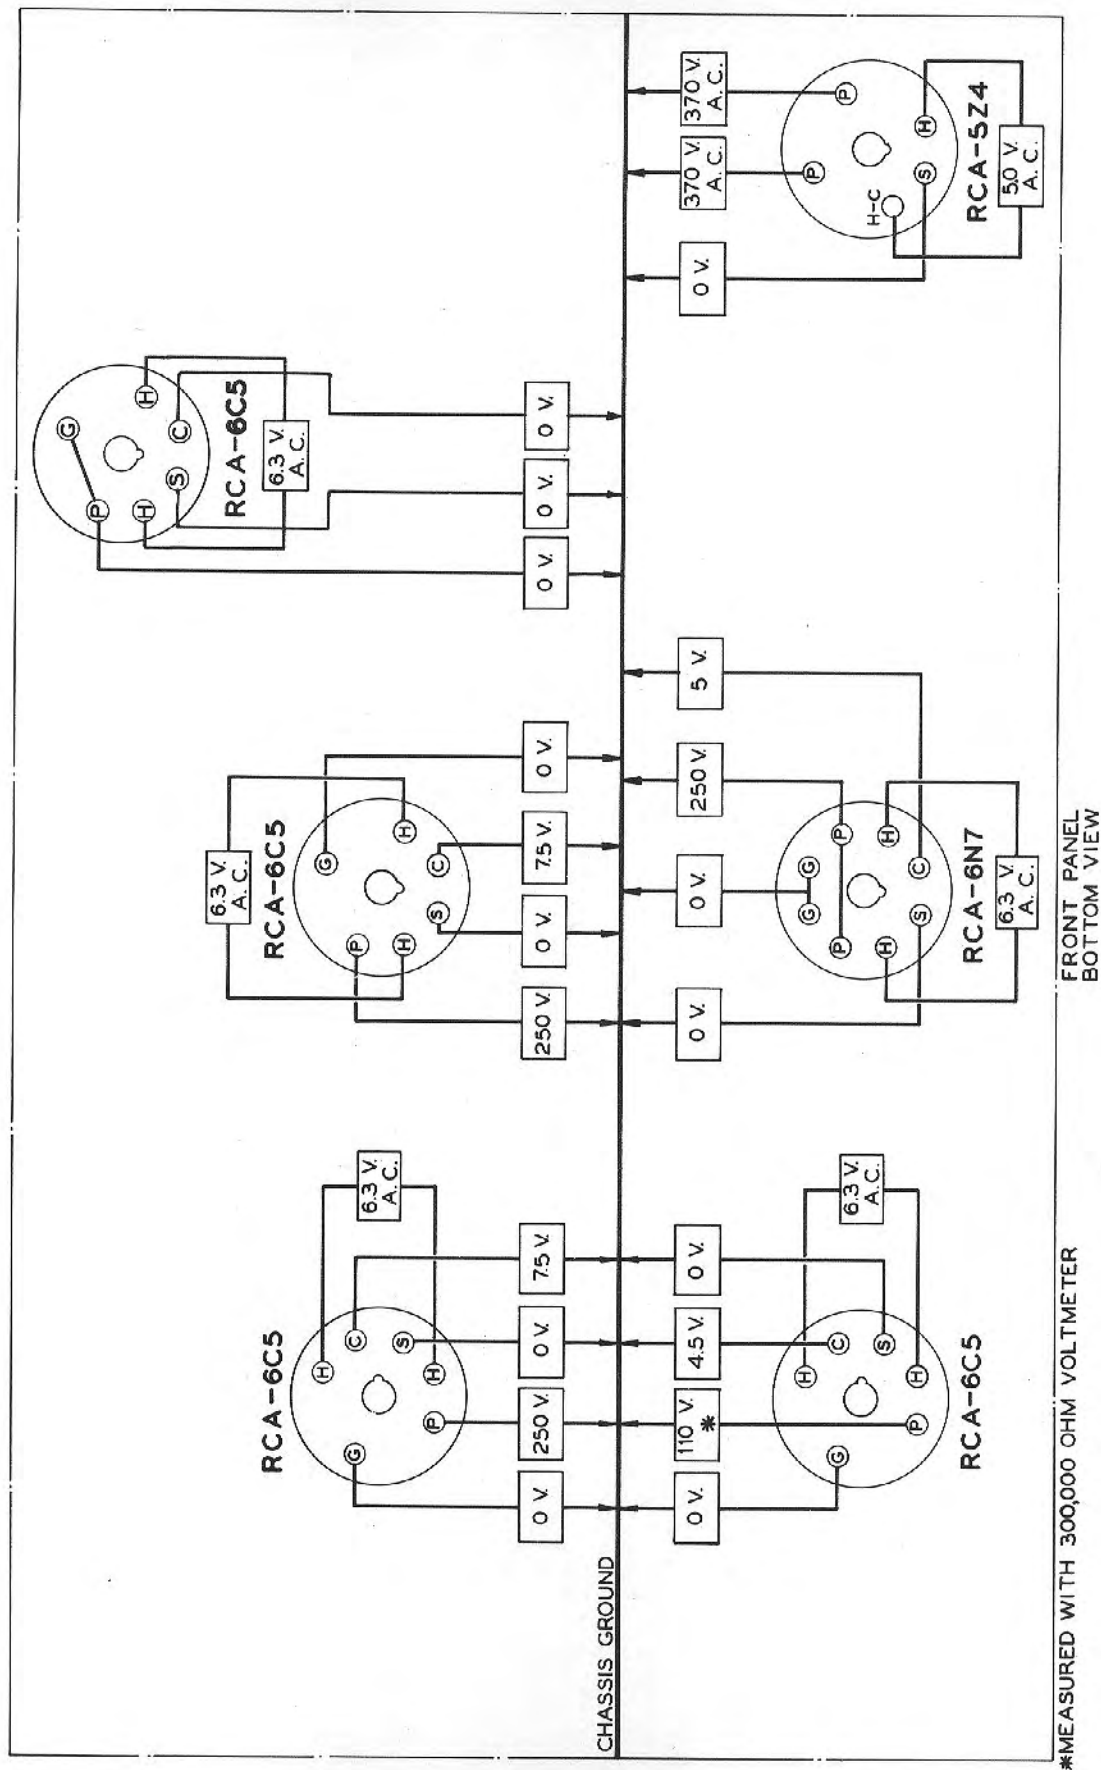 RCA-6C5
G
P
H
S
C
H
6.3 V.
A.C.
0 V.
250 V.
0 V.
7.5 V.
6.3 V.
A.C.
RCA-6C5
P
H
S
C
H
G
250 V.
0 V.
7.5 V.
0 V.
P
G
H
S
C
H
RCA-6C5
6.3 V.
A.C.
0 V.
0 V.
0 V.
CHASSIS GROUND
0 V.
110 V.
*
4.5 V.
0 V.
6.3 V.
A.C.
G
P
H
C
S
H
RCA-6C5
0 V.
0 V.
250 V.
5 V.
G
G
P
P
H
H
S
C
RCA-6N7
6.3 V.
A.C.
0 V.
370 V.
A.C.
370 V.
A.C.
P
P
H-C
S
H
RCA-5Z4
5.0 V.
A.C.
*MEASURED WITH 300,000 OHM VOLTMETER
FRONT PANEL
BOTTOM VIEW